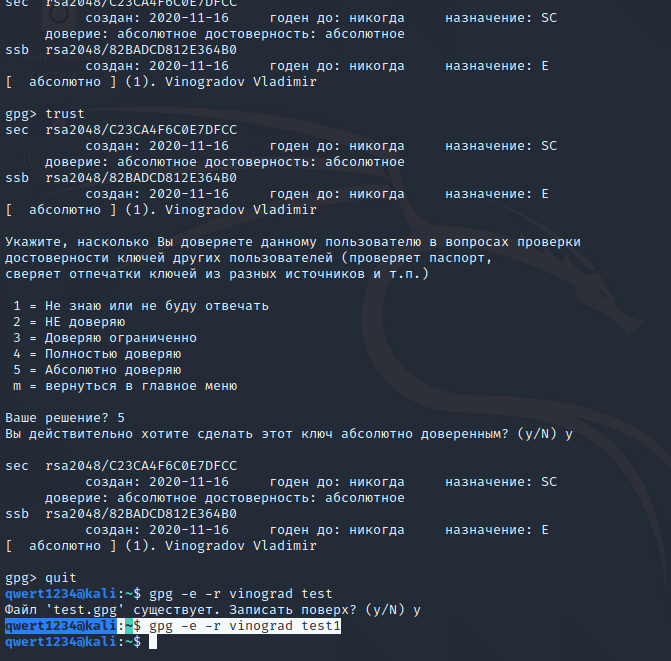 sec  rsa2048/C23CA4F6C0E7DFCC
создан: 2020-11-16     годен до: никогда     назначение: SC
доверие: абсолютное достоверность: абсолютное
ssb  rsa2048/82BADCD812E364B0
создан: 2020-11-16     годен до: никогда     назначение: E
[  абсолютно ] (1). Vinogradov Vladimir
gpg> trust
sec  rsa2048/C23CA4F6C0E7DFCC
создан: 2020-11-16     годен до: никогда     назначение: SC
доверие: абсолютное достоверность: абсолютное
ssb  rsa2048/82BADCD812E364B0
создан: 2020-11-16     годен до: никогда     назначение: E
[  абсолютно ] (1). Vinogradov Vladimir
Укажите, насколько Вы доверяете данному пользователю в вопросах проверки
достоверности ключей других пользователей (проверяет паспорт,
сверяет отпечатки ключей из разных источников и т.п.)
1 = Не знаю или не буду отвечать
2 = НЕ доверяю
3 = Доверяю ограниченно
4 = Полностью доверяю
5 = Абсолютно доверяю
m = вернуться в главное меню
Ваше решение? 5
Вы действительно хотите сделать этот ключ абсолютно доверенным? (y/N) y
sec  rsa2048/C23CA4F6C0E7DFCC
создан: 2020-11-16     годен до: никогда     назначение: SC
доверие: абсолютное достоверность: абсолютное
ssb  rsa2048/82BADCD812E364B0
создан: 2020-11-16     годен до: никогда     назначение: E
[  абсолютно ] (1). Vinogradov Vladimir
gpg> quit
qwert1234@kali:~$ gpg -e -r vinograd test
Файл 'test.gpg' существует. Записать поверх? (y/N) y
qwert1234@kali:~$ gpg -e -r vinograd test1
qwert1234@kali:~$